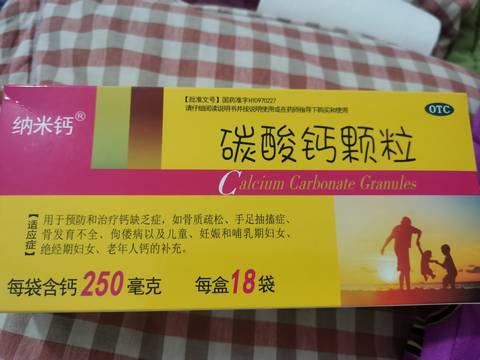 纳米钙®
【批准文号】国药准字H10970227
请仔细阅读说明书并按说明使用或在药师指导下购买和使用
OTC
碳酸钙颗粒
Calcium Carbonate Granules
【适应症】
用于预防和治疗钙缺乏症，如骨质疏松、手足抽搐症、
骨发育不全、佝偻病以及儿童、妊娠和哺乳期妇女、
绝经期妇女、老年人钙的补充。
每袋含钙250毫克 每盒18袋